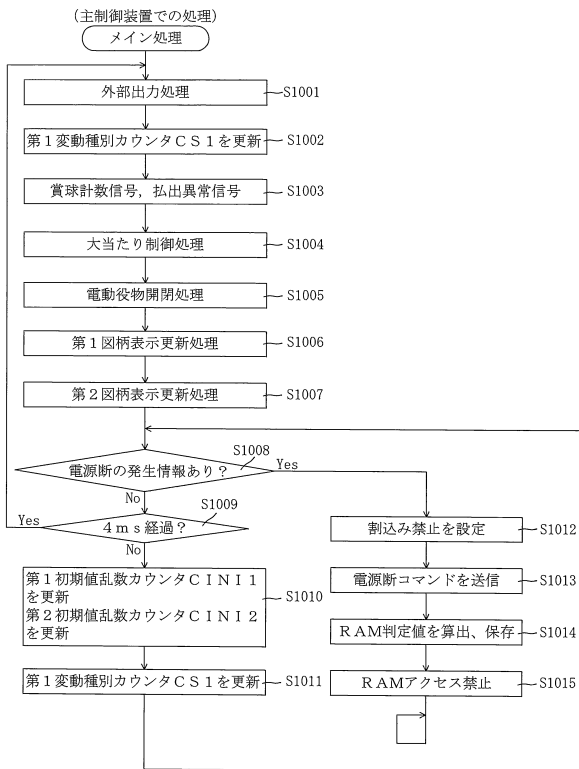 (主制御装置での処理)
メイン処理
外部出力処理
S1001
第1変動種別カウンタCS1を更新
S1002
賞球計数信号,払出異常信号
S1003
大当たり制御処理
S1004
電動役物開閉処理
S1005
第1図柄表示更新処理
S1006
第2図柄表示更新処理
S1007
S1008
電源断の発生情報あり?
Yes
No
S1009
Yes
4ms経過?
No
第1初期値乱数カウンタCINI1
を更新
第2初期値乱数カウンタCINI2
を更新
S1010
第1変動種別カウンタCS1を更新
S1011
割込み禁止を設定
S1012
電源断コマンドを送信
S1013
RAM判定値を算出、保存
S1014
RAMアクセス禁止
S1015